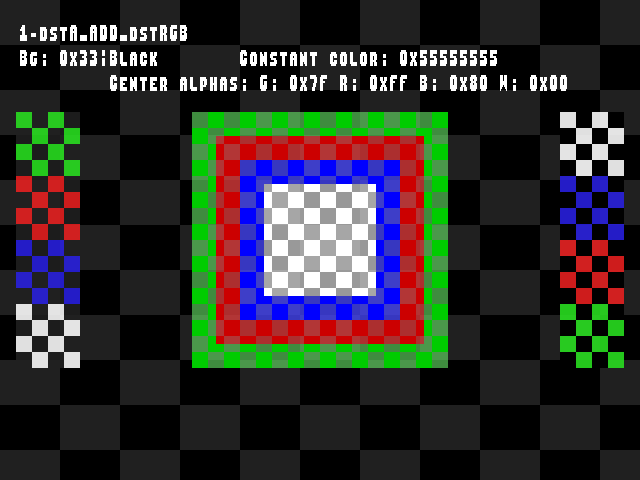 1-dstA_ADD_dstRGB
Bg: 0x33¦Black Constant color: 0x55555555
Center alphas: G: 0x7f R: 0xff B: 0x80 W: 0x00